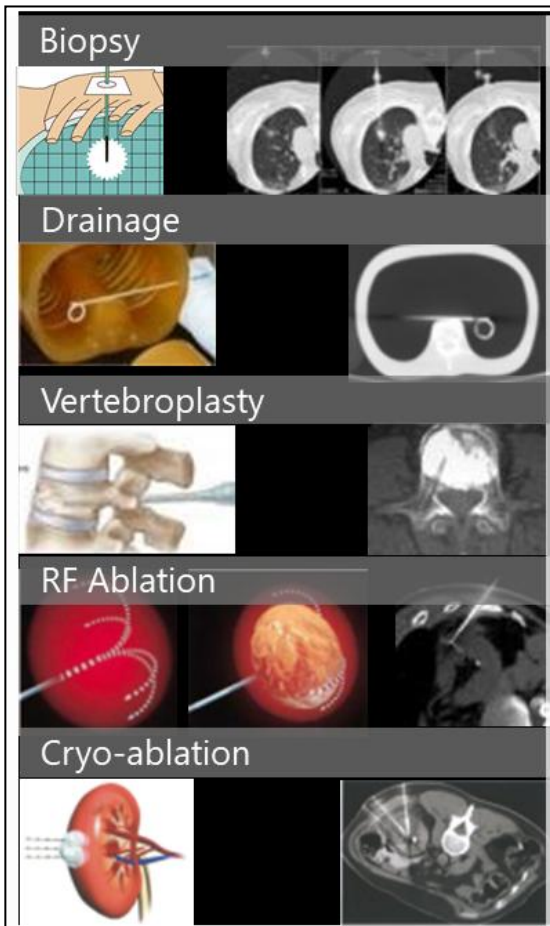 Biopsy
Drainage
Vertebroplasty
RF Ablation
Cryo-ablation